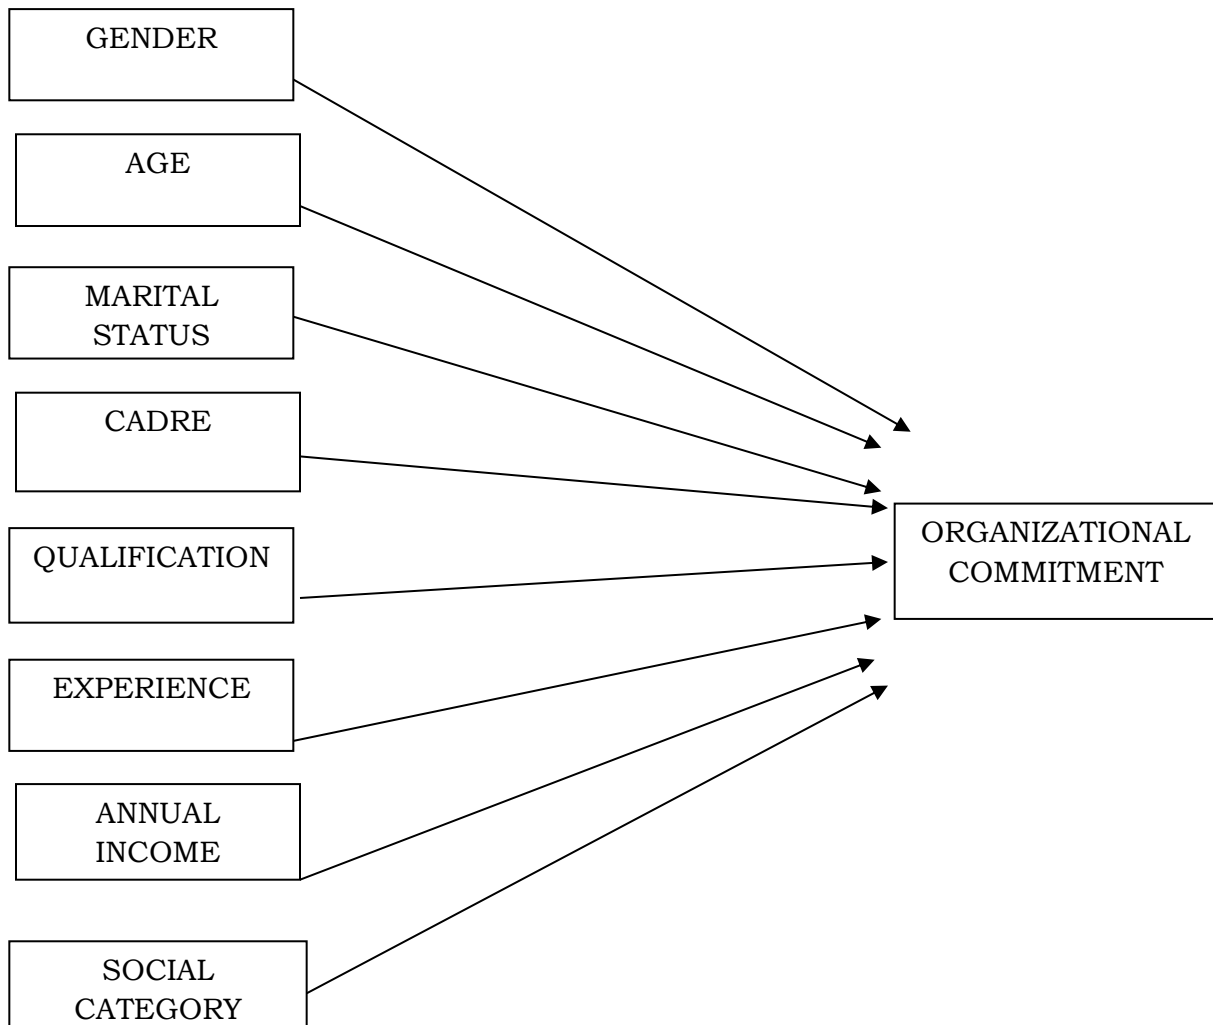 GENDER
AGE
MARITAL
STATUS
CADRE
QUALIFICATION
EXPERIENCE
ANNUAL
INCOME
SOCIAL
CATEGORY
ORGANIZATIONAL
COMMITMENT